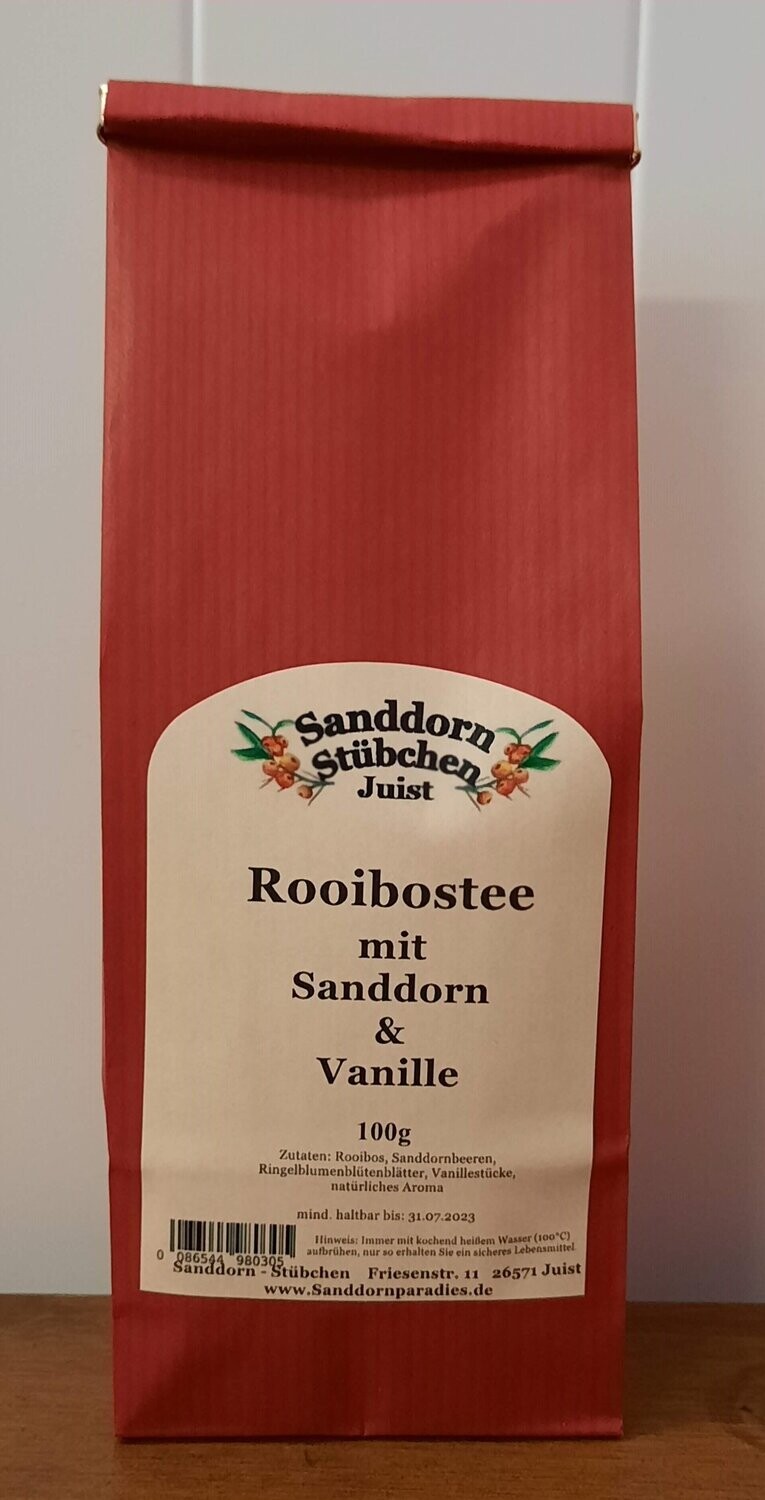 Sanddorn
Stübchen
Juist
Rooibostee
mit
Sanddorn
&
Vanille
100g
Zutaten: Rooibos, Sanddornbeeren,
Ringelblumenblütenblätter, Vanillestücke,
natürliches Aroma
mind. haltbar bis: 31.07.2023
Hinweis: Immer mit kochend heißem Wasser (100°C)
aufbrühen, nur so erhalten Sie ein sicheres Lebensmittel
0 086544 980305
Sanddorn - Stübchen Friesenstr. 11 26571 Juist
www.Sanddornparadies.de